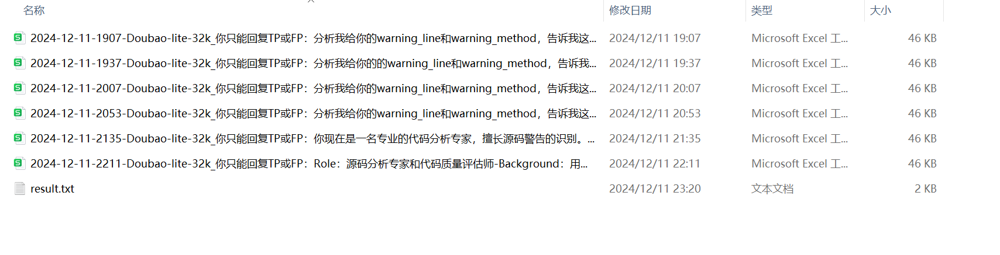 名称 修改日期 类型 大小
2024-12-11-1907-Doubao-lite-32k_你只能回复TP或FP：分析我给你的warning_line和warning_method，告诉我这... 2024/12/11 19:07 Microsoft Excel 工... 46 KB
2024-12-11-1937-Doubao-lite-32k_你只能回复TP或FP：分析我给你的的warning_line和warning_method，告诉我... 2024/12/11 19:37 Microsoft Excel 工... 46 KB
2024-12-11-2007-Doubao-lite-32k_你只能回复TP或FP：分析我给你的warning_line和warning_method，告诉我这... 2024/12/11 20:07 Microsoft Excel 工... 46 KB
2024-12-11-2053-Doubao-lite-32k_你只能回复TP或FP：分析我给你的warning_line和warning_method，告诉我这... 2024/12/11 20:53 Microsoft Excel 工... 46 KB
2024-12-11-2135-Doubao-lite-32k_你只能回复TP或FP：你现在是一名专业的代码分析专家，擅长源码警告的识别。... 2024/12/11 21:35 Microsoft Excel 工... 46 KB
2024-12-11-2211-Doubao-lite-32k_你只能回复TP或FP：Role：源码分析专家和代码质量评估师-Background：用... 2024/12/11 22:11 Microsoft Excel 工... 46 KB
result.txt 2024/12/11 23:20 文本文档 2 KB